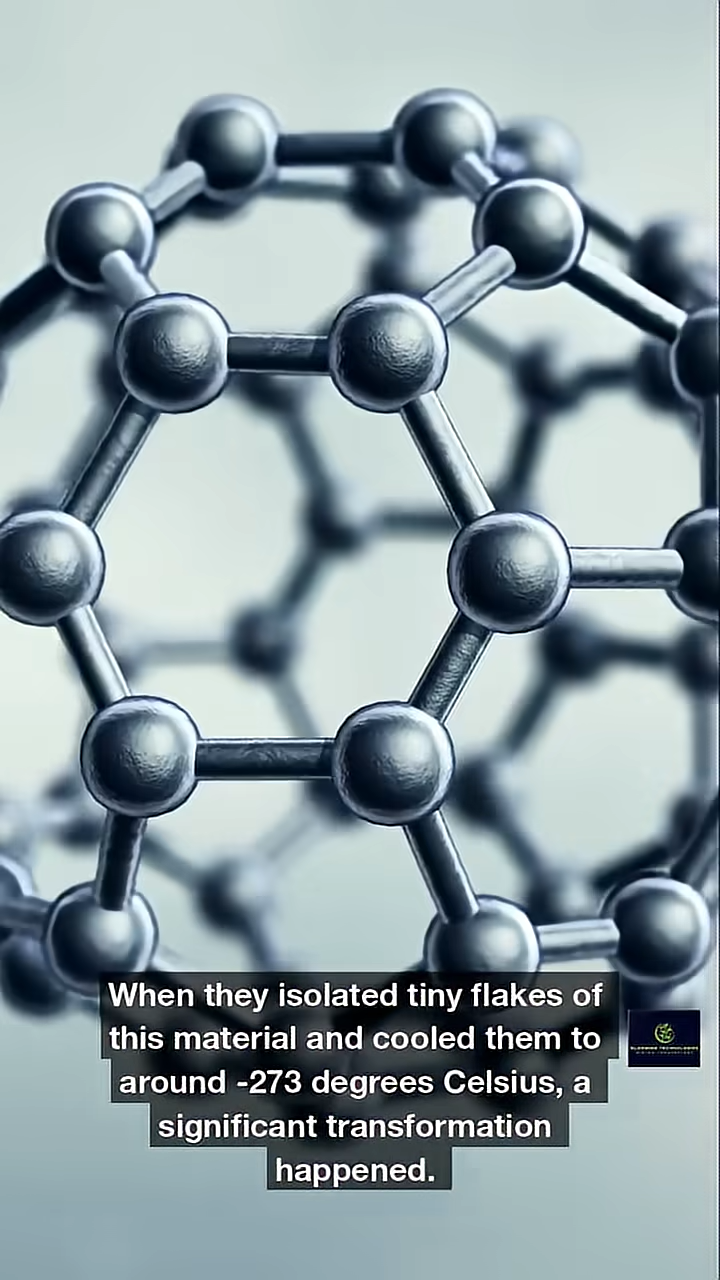 When they isolated tiny flakes of
this material and cooled them to
around -273 degrees Celsius, a
significant transformation
happened.